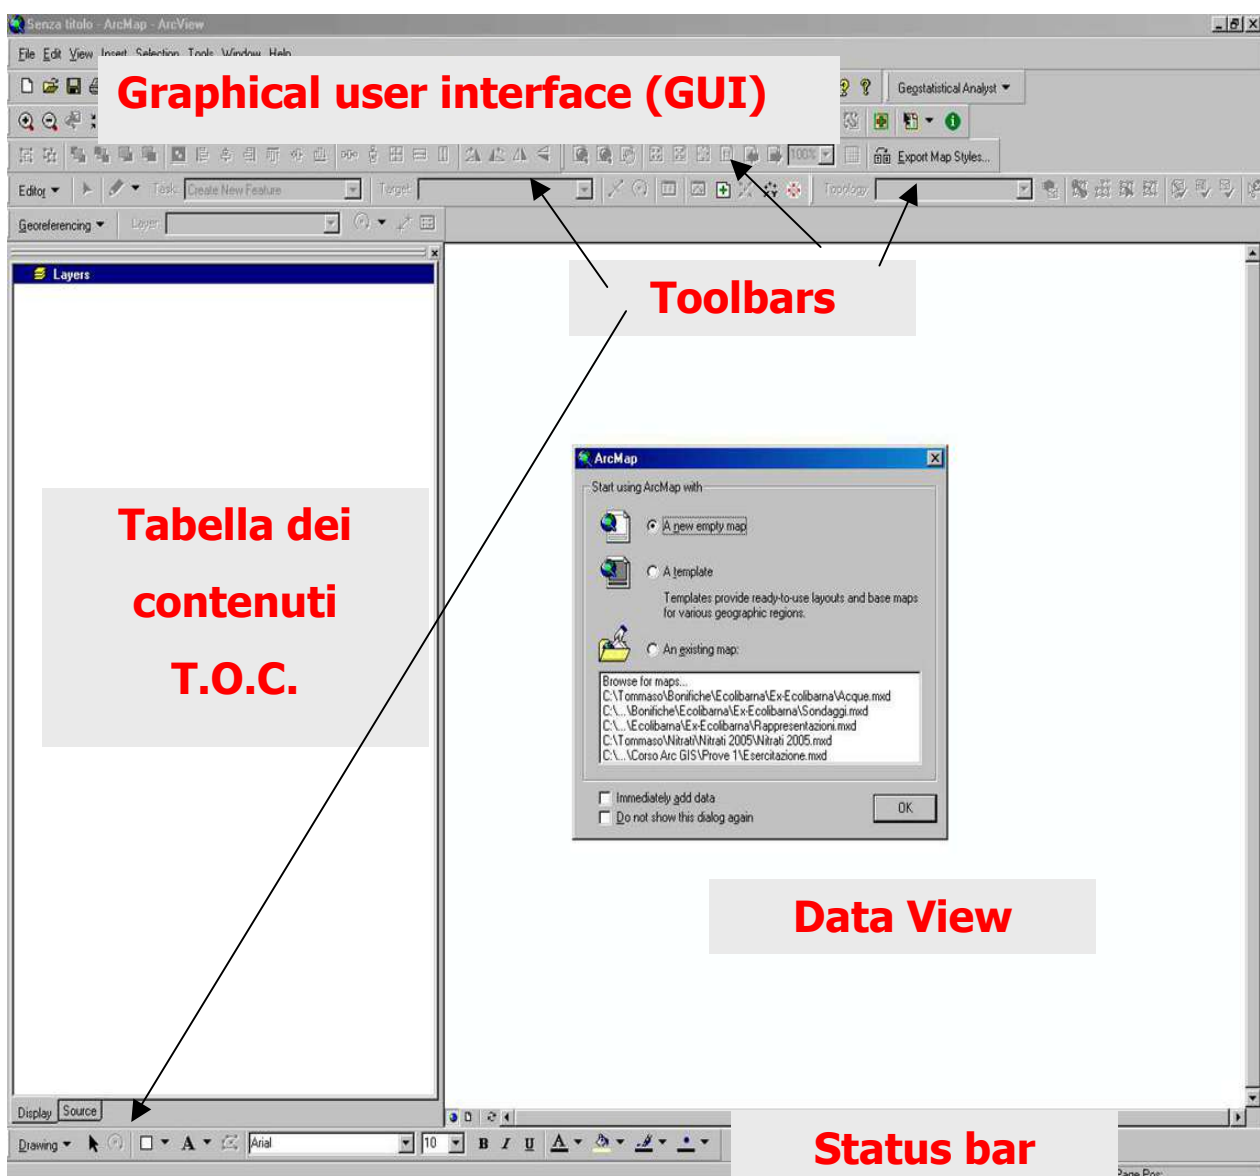 Senza titolo - ArcMap - ArcView
File Edit View Insert Selection Tools Window Help
Graphical user interface (GUI)
Geostatistical Analyst
100%
Export Map Styles...
Editor Task: Create New Feature Target: Topology
Georeferencing Layer:
Layers
Toolbars
ArcMap
Start using ArcMap with
A new empty map
A template
Templates provide ready-to-use layouts and base maps
for various geographic regions.
An existing map:
Browse for maps...
C:\Tommaso\Bonifiche\Ecolibarna\Ex-Ecolibarna\Acque.mxd
C:\...\Bonifiche\Ecolibarna\Ex-Ecolibarna\Sondaggi.mxd
C:\...\Ecolibarna\Ex-Ecolibarna\Rappresentazioni.mxd
C:\Tommaso\Nitrati\Nitrati 2005\Nitrati 2005.mxd
C:\...\Corso Arc GIS\Prove 1\Esercitazione.mxd
Immediately add data
Do not show this dialog again
OK
Tabella dei
contenuti
T.O.C.
Data View
Display Source
Drawing A Arial 10 B I U A
Status bar
Page Pos: